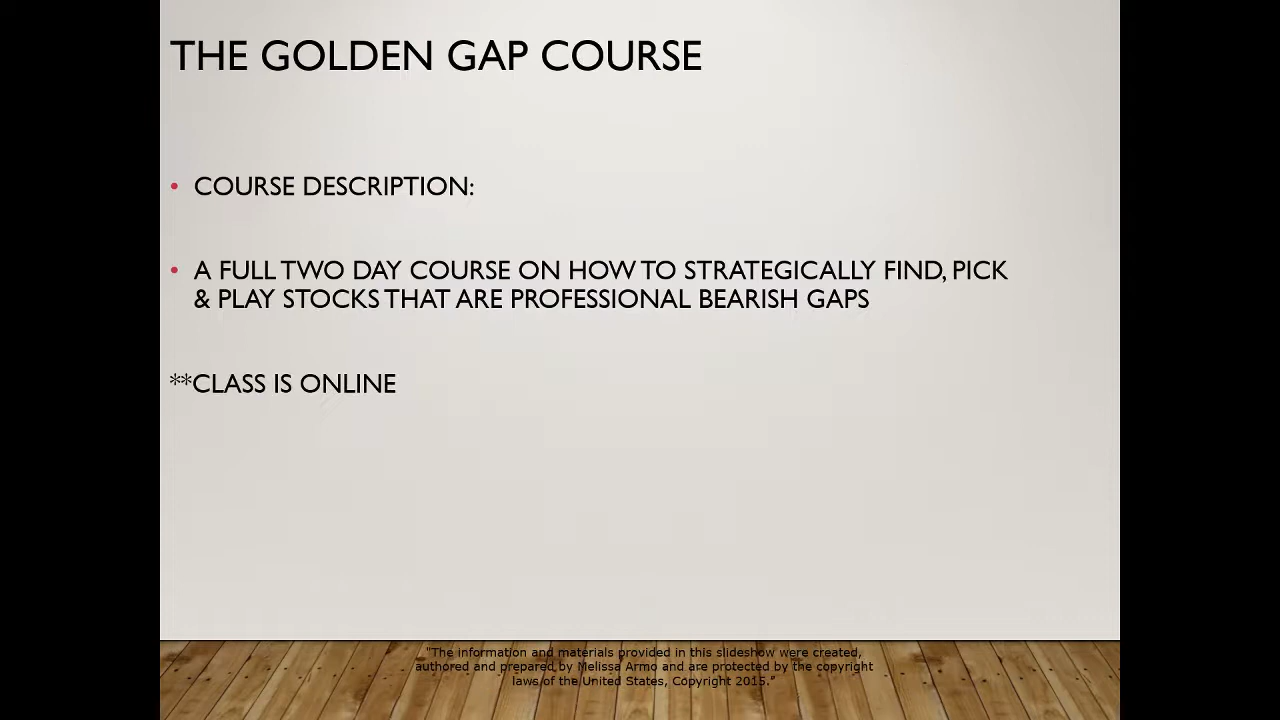 THE GOLDEN GAP COURSE
• COURSE DESCRIPTION:
• A FULL TWO DAY COURSE ON HOW TO STRATEGICALLY FIND, PICK
& PLAY STOCKS THAT ARE PROFESSIONAL BEARISH GAPS
**CLASS IS ONLINE
"The information and materials provided in this slideshow were created,
authored and prepared by Melissa Armo and are protected by the copyright
laws of the United States, Copyright 2015."